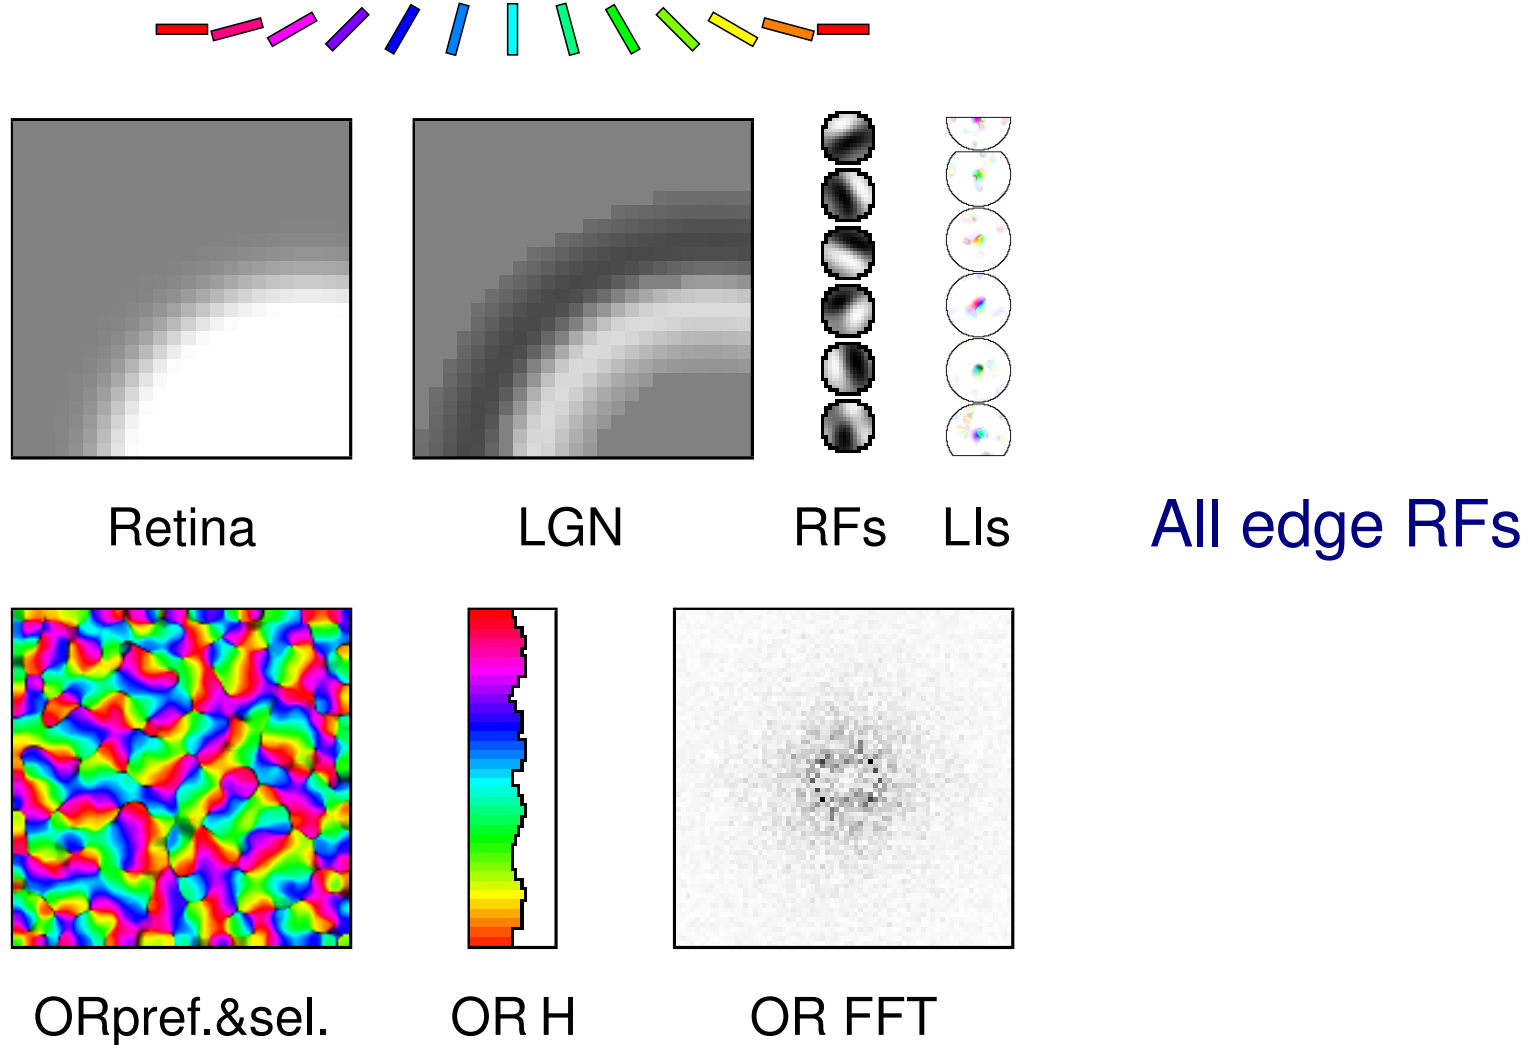 Retina LGN RFs LIs
All edge RFs
ORpref.&sel. OR H OR FFT